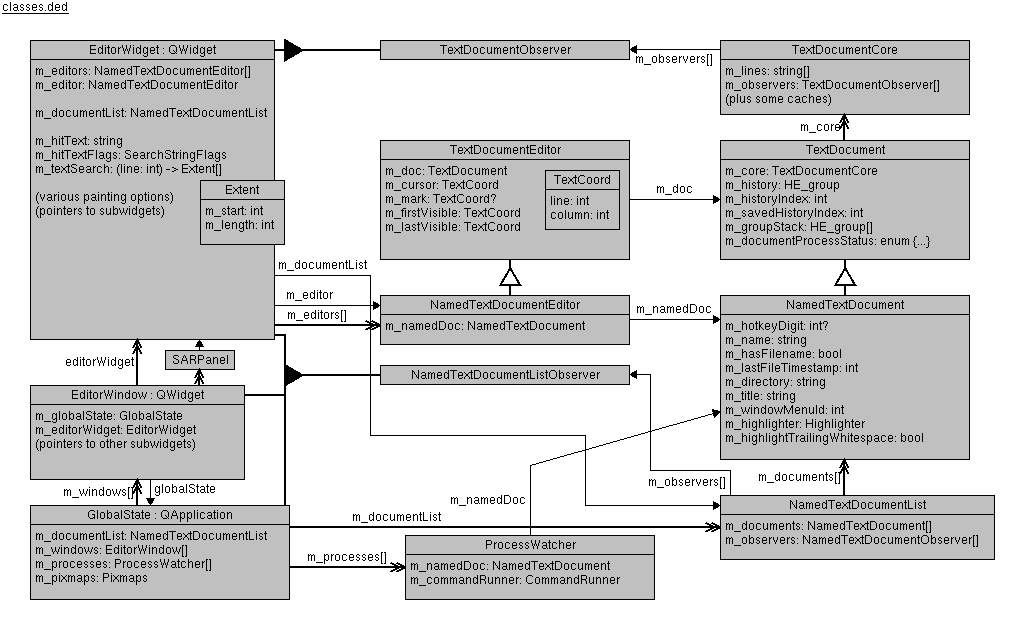 classes.ded
EditorWidget : QWidget
m_editors: NamedTextDocumentEditor[]
m_editor: NamedTextDocumentEditor
m_documentList: NamedTextDocumentList
m_hitText: string
m_hitTextFlags: SearchStringFlags
m_textSearch: (line: int) -> Extent[]
(various painting options)
(pointers to subwidgets)
Extent
m_start: int
m_length: int
TextDocumentObserver
m_observers[]
TextDocumentCore
m_lines: string[]
m_observers: TextDocumentObserver[]
(plus some caches)
m_core
TextDocumentEditor
m_doc: TextDocument
m_cursor: TextCoord
m_mark: TextCoord?
m_firstVisible: TextCoord
m_lastVisible: TextCoord
TextCoord
line: int
column: int
m_doc
TextDocument
m_core: TextDocumentCore
m_history: HE_group
m_historyIndex: int
m_savedHistoryIndex: int
m_groupStack: HE_group[]
m_documentProcessStatus: enum {...}
m_documentList
m_editor
m_editors[]
NamedTextDocumentEditor
m_namedDoc: NamedTextDocument
m_namedDoc
NamedTextDocument
m_hotkeyDigit: int?
m_name: string
m_hasFilename: bool
m_lastFileTimestamp: int
m_directory: string
m_title: string
m_windowMenuId: int
m_highlighter: Highlighter
m_highlightTrailingWhitespace: bool
editorWidget
SARPanel
NamedTextDocumentListObserver
EditorWindow : QWidget
m_globalState: GlobalState
m_editorWidget: EditorWidget
(pointers to other subwidgets)
m_windows[]
globalState
m_namedDoc
m_observers[]
m_documents[]
GlobalState : QApplication
m_documentList: NamedTextDocumentList
m_windows: EditorWindow[]
m_processes: ProcessWatcher[]
m_pixmaps: Pixmaps
m_documentList
m_processes[]
ProcessWatcher
m_namedDoc: NamedTextDocument
m_commandRunner: CommandRunner
NamedTextDocumentList
m_documents: NamedTextDocument[]
m_observers: NamedTextDocumentObserver[]